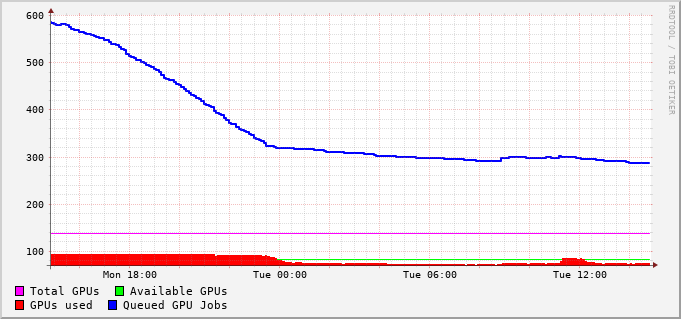 600
500
400
300
200
100
Mon 18:00 Tue 00:00 Tue 06:00 Tue 12:00
Total GPUs Available GPUs
GPUs used Queued GPU Jobs
RRDTOOL / TOBI OETIKER